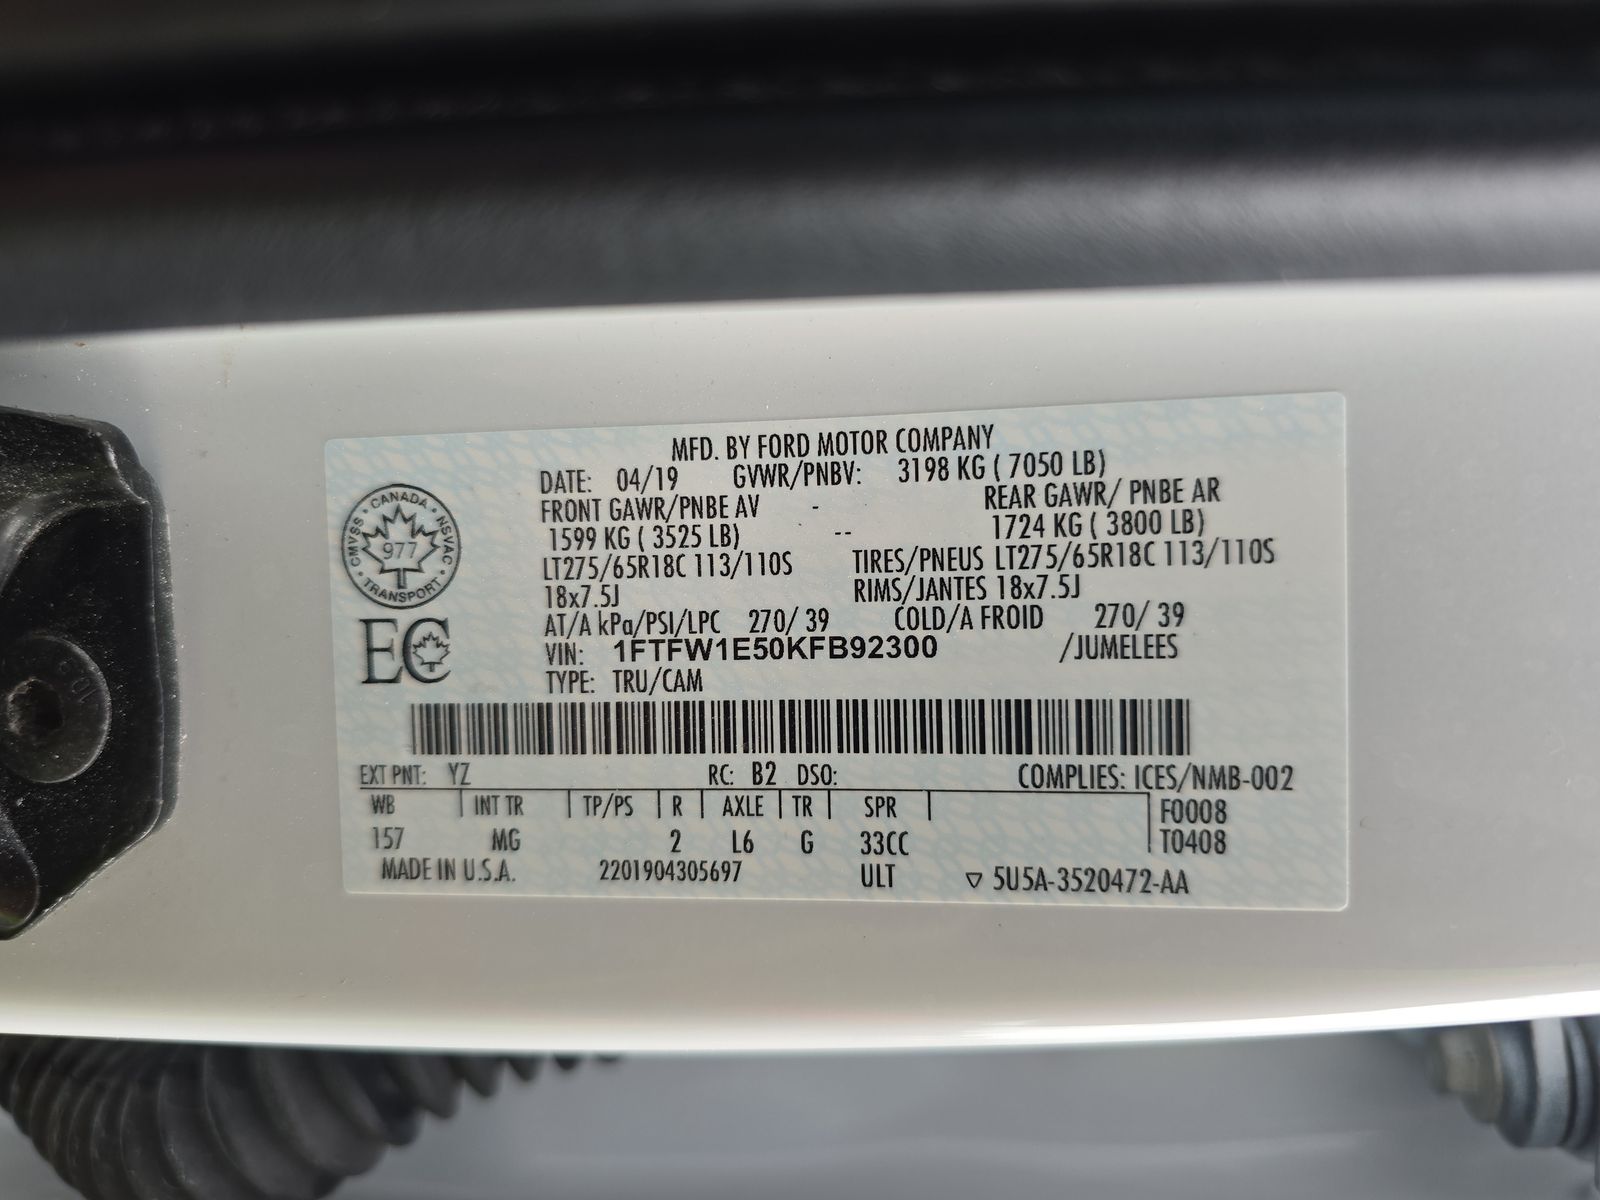 MFD. BY FORD MOTOR COMPANY
DATE: 04/19 GVWR/PNBV: 3198 KG ( 7050 LB)
FRONT GAWR/PNBE AV - REAR GAWR/ PNBE AR
1599 KG ( 3525 LB) -- 1724 KG ( 3800 LB)
LT275/65R18C 113/110S TIRES/PNEUS LT275/65R18C 113/110S
18x7.5J RIMS/JANTES 18x7.5J
AT/A kPa/PSI/LPC 270/ 39 COLD/A FROID 270/ 39
VIN: 1FTFW1E50KFB92300 /JUMELEES
TYPE: TRU/CAM
CANADA
CMVSS NSVAC
977
TRANSPORT
EC
EXT PNT: YZ RC: B2 DSO: COMPLIES: ICES/NMB-002
WB INT TR TP/PS R AXLE TR SPR F0008
157 MG 2 L6 G 33CC T0408
MADE IN U.S.A. 2201904305697 ULT ▽ 5U5A-3520472-AA